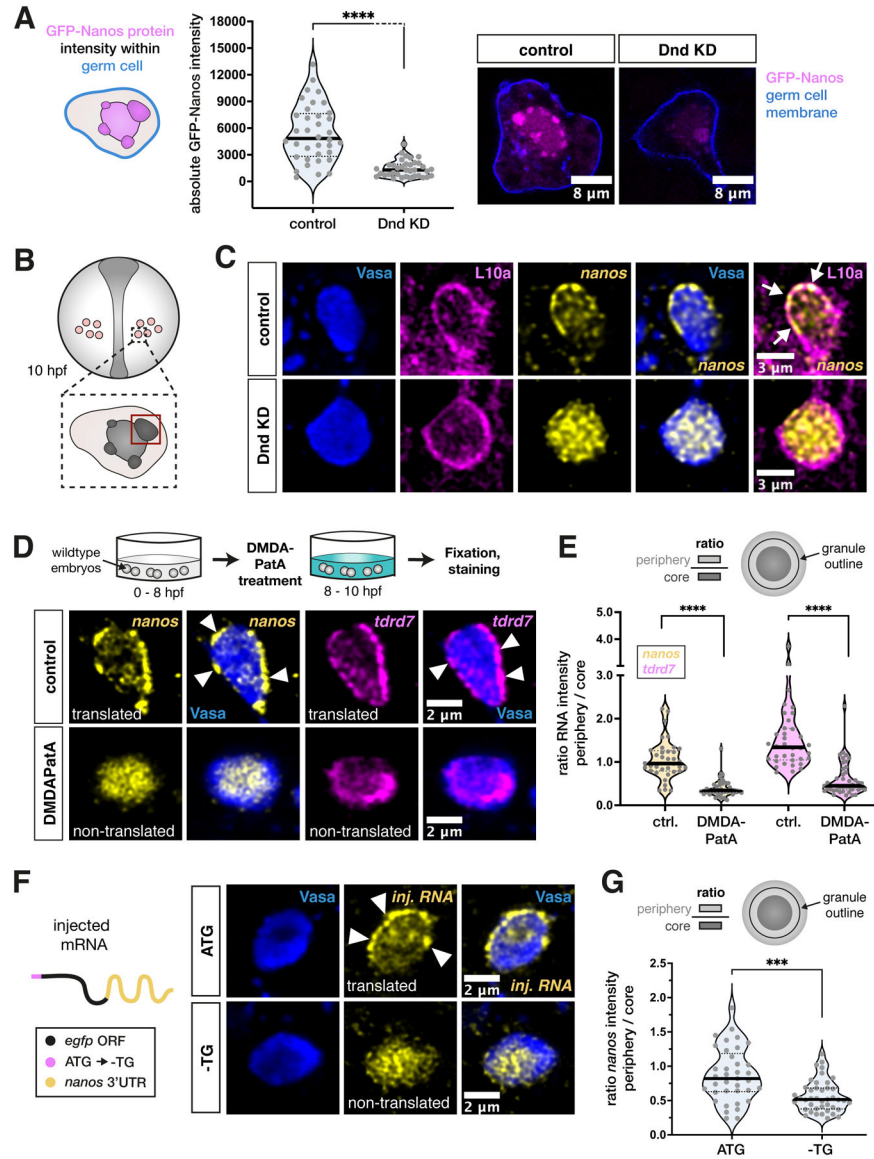 A
GFP-Nanos protein
intensity within
germ cell
absolute GFP-Nanos intensity
18000
15000
12000
9000
6000
3000
0
****
control
Dnd KD
control
Dnd KD
8 µm
8 µm
GFP-Nanos
germ cell
membrane
B
10 hpf
C
control
Dnd KD
Vasa
L10a
nanos
Vasa
nanos
L10a
3 µm
nanos
3 µm
D
wildtype
embryos
0 - 8 hpf
DMDA-
PatA
treatment
8 - 10 hpf
Fixation,
staining
control
DMDAPatA
nanos
translated
nanos
Vasa
tdrd7
translated
tdrd7
2 µm
Vasa
non-translated
non-translated
2 µm
E
ratio
periphery
core
granule
outline
ratio RNA intensity
periphery / core
5.0
4.0
3.0
1.0
2.0
1.0
0.0
****
****
nanos
tdrd7
ctrl.
DMDA-
PatA
ctrl.
DMDA-
PatA
F
injected
mRNA
egfp ORF
ATG → -TG
nanos 3'UTR
ATG
-TG
Vasa
inj. RNA
translated
Vasa
2 µm
inj. RNA
non-translated
2 µm
G
ratio
periphery
core
granule
outline
ratio nanos intensity
periphery / core
2.5
2.0
1.5
1.0
0.5
0.0
***
ATG
-TG